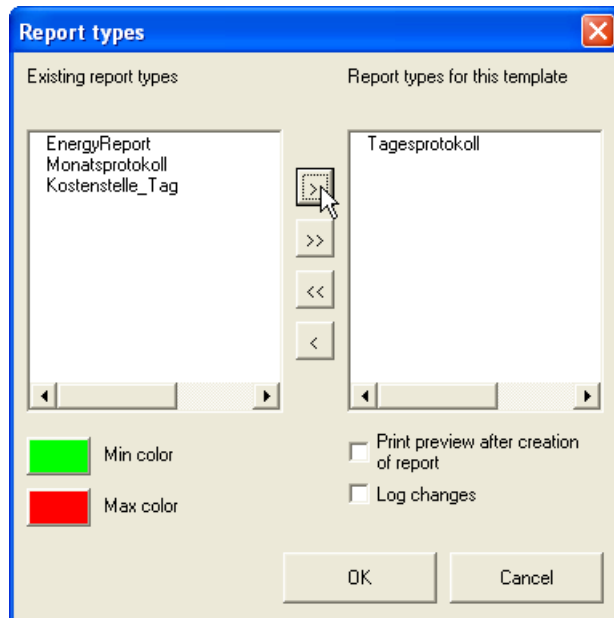 Report types
Existing report types
Report types for this template
EnergyReport
Monatsprotokoll
Kostenstelle_Tag
Tagesprotokoll
>
>>
<<
<
Min color
Max color
Print preview after creation
of report
Log changes
OK
Cancel